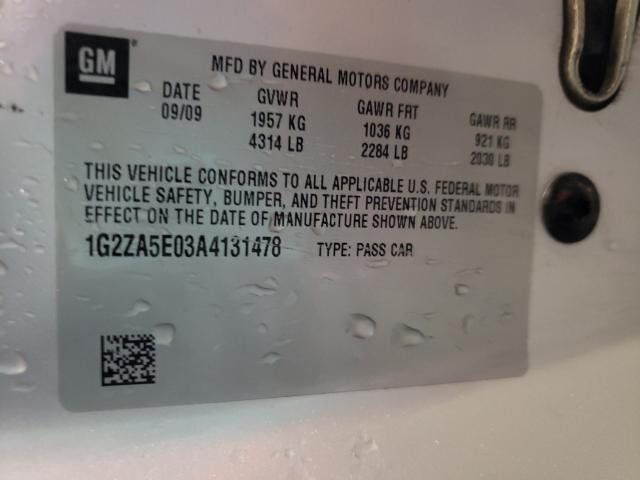 GM ®
MFD BY GENERAL MOTORS COMPANY
DATE GVWR GAWR FRT GAWR RR
09/09 1957 KG 1036 KG 921 KG
4314 LB 2284 LB 2030 LB
THIS VEHICLE CONFORMS TO ALL APPLICABLE U.S. FEDERAL MOTOR
VEHICLE SAFETY, BUMPER, AND THEFT PREVENTION STANDARDS IN
EFFECT ON THE DATE OF MANUFACTURE SHOWN ABOVE.
1G2ZA5E03A4131478 TYPE: PASS CAR